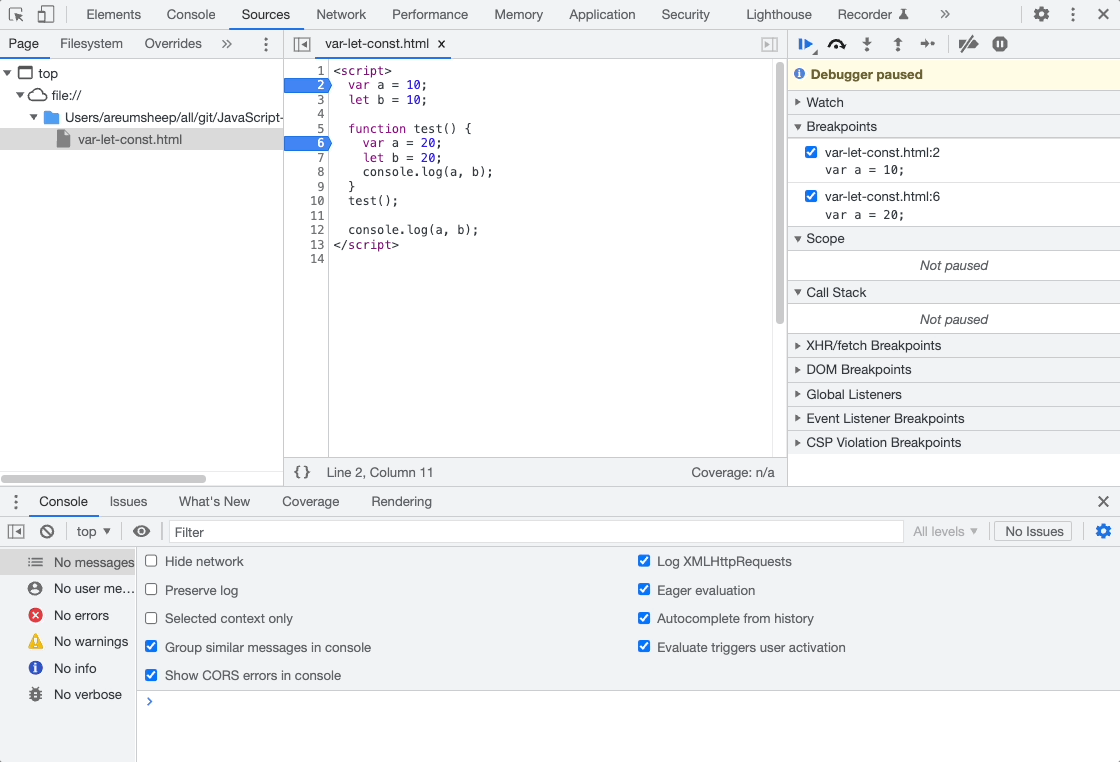 Elements Console Sources Network Performance Memory Application Security Lighthouse Recorder »
Page Filesystem Overrides »
var-let-const.html ×
top
file://
Users/areumsheep/all/git/JavaScript-
var-let-const.html
1 <script>
2 var a = 10;
3 let b = 10;
4
5 function test() {
6 var a = 20;
7 let b = 20;
8 console.log(a, b);
9 }
10 test();
11
12 console.log(a, b);
13 </script>
14
{} Line 2, Column 11 Coverage: n/a
Debugger paused
Watch
Breakpoints
var-let-const.html:2
var a = 10;
var-let-const.html:6
var a = 20;
Scope
Not paused
Call Stack
Not paused
XHR/fetch Breakpoints
DOM Breakpoints
Global Listeners
Event Listener Breakpoints
CSP Violation Breakpoints
Console Issues What's New Coverage Rendering
top Filter All levels No Issues
No messages
No user me...
No errors
No warnings
No info
No verbose
Hide network
Preserve log
Selected context only
Group similar messages in console
Show CORS errors in console
Log XMLHttpRequests
Eager evaluation
Autocomplete from history
Evaluate triggers user activation